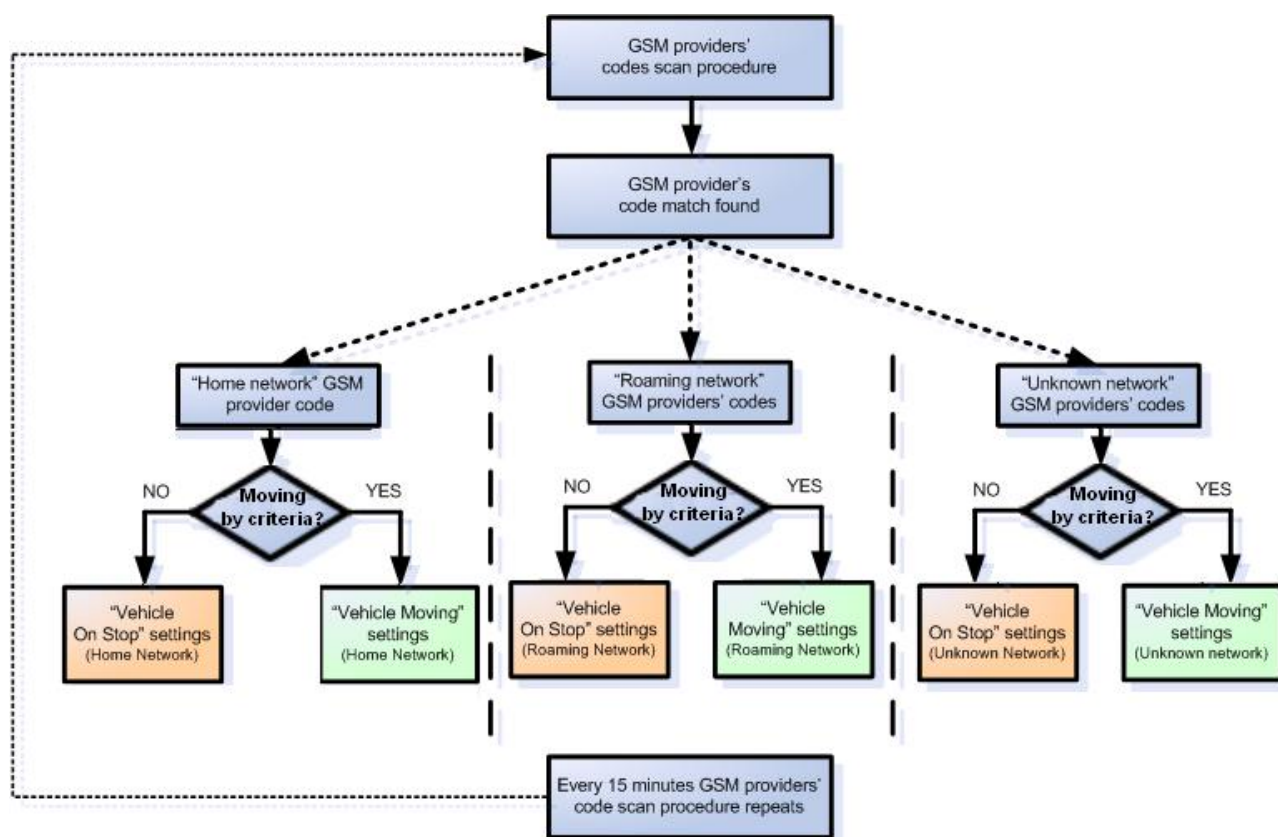 GSM providers'
codes scan procedure
GSM provider's
code match found
“Home network” GSM
provider code
“Roaming network”
GSM providers' codes
“Unknown network”
GSM providers' codes
NO
Moving
by criteria?
YES
NO
Moving
by criteria?
YES
NO
Moving
by criteria?
YES
“Vehicle
On Stop” settings
(Home Network)
“Vehicle Moving”
settings
(Home Network)
“Vehicle
On Stop” settings
(Roaming Network)
“Vehicle
Moving” settings
(Roaming Network)
“Vehicle
On Stop” settings
(Unknown Network)
“Vehicle Moving”
settings
(Unknown network)
Every 15 minutes GSM providers'
code scan procedure repeats